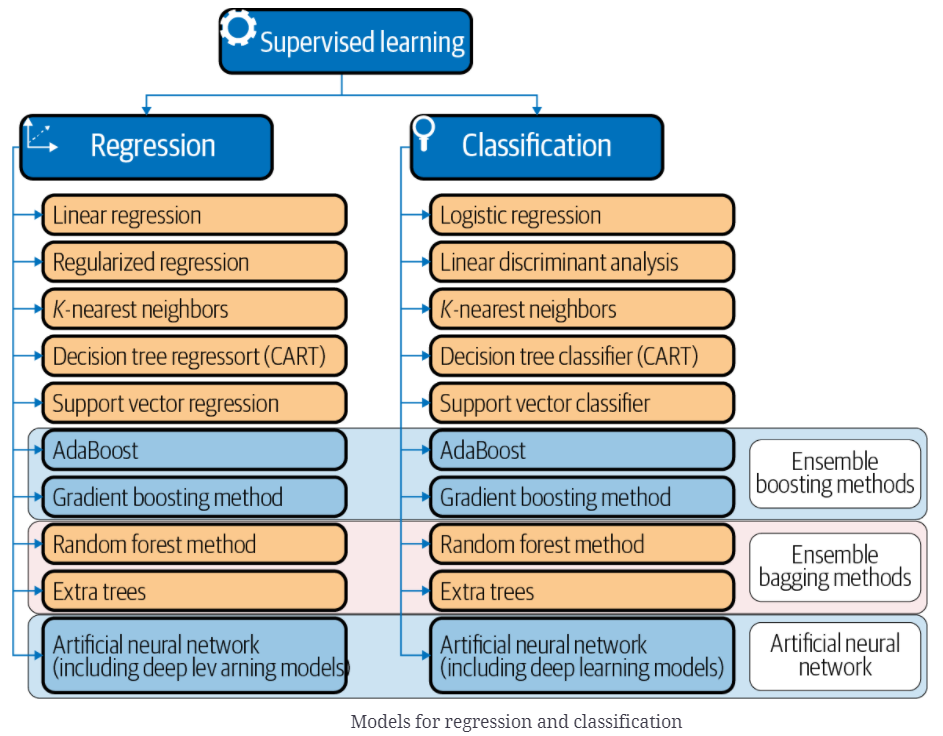 Supervised learning
Regression
Classification
Linear regression
Regularized regression
K-nearest neighbors
Decision tree regressort (CART)
Support vector regression
AdaBoost
Gradient boosting method
Random forest method
Extra trees
Artificial neural network
(including deep lev arning models)
Logistic regression
Linear discriminant analysis
K-nearest neighbors
Decision tree classifier (CART)
Support vector classifier
AdaBoost
Gradient boosting method
Random forest method
Extra trees
Artificial neural network
(including deep learning models)
Ensemble
boosting methods
Ensemble
bagging methods
Artificial neural
network
Models for regression and classification